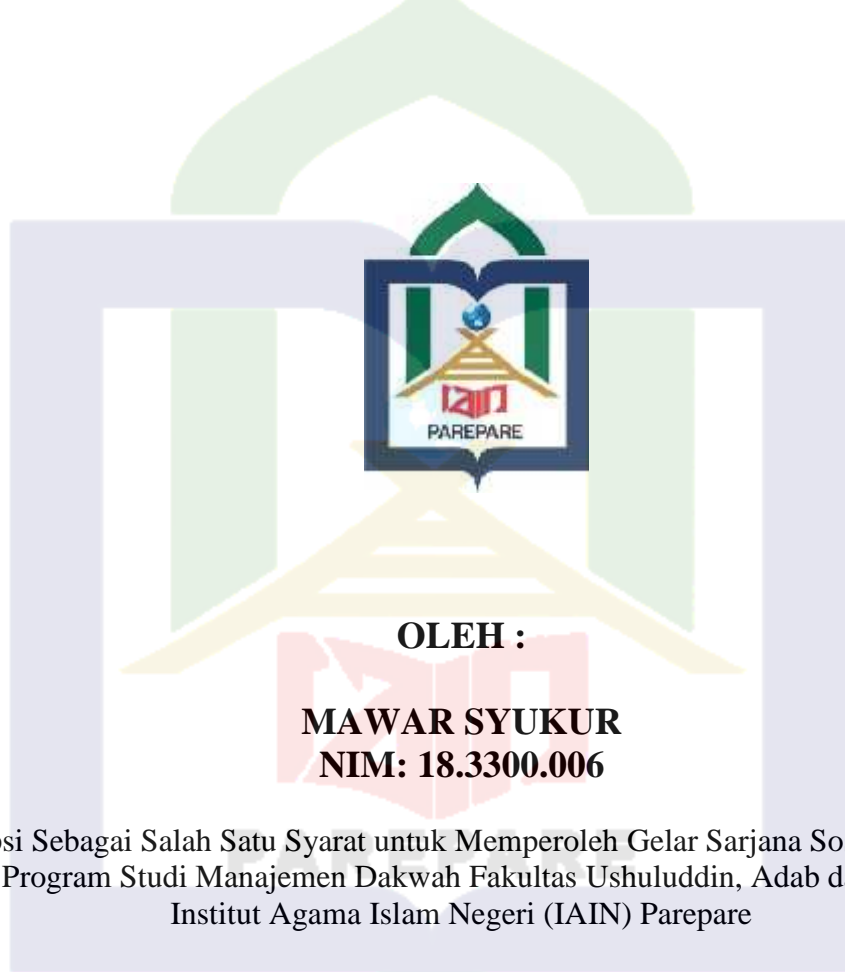 IAIN
PAREPARE
OLEH :
MAWAR SYUKUR
NIM: 18.3300.006
Sebagai Salah Satu Syarat untuk Memperoleh Gelar Sarjana
Program Studi Manajemen Dakwah Fakultas Ushuluddin, Adab
Institut Agama Islam Negeri (IAIN) Parepare